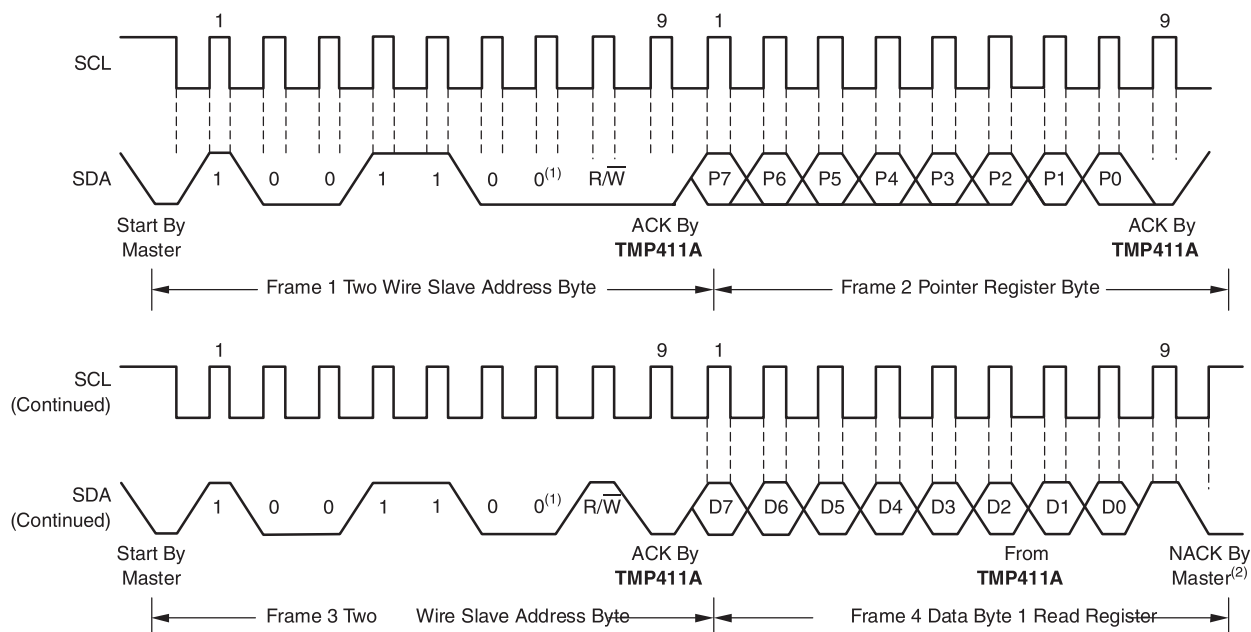 1 9 1 9
SCL
SDA 1 0 0 1 1 0 0(1) R/W P7 P6 P5 P4 P3 P2 P1 P0
Start By ACK By ACK By
Master TMP411A TMP411A
Frame 1 Two Wire Slave Address Byte Frame 2 Pointer Register Byte
1 9 1 9
SCL
(Continued)
SDA
(Continued) 1 0 0 1 1 0 0(1) R/W D7 D6 D5 D4 D3 D2 D1 D0
Start By ACK By From NACK By
Master TMP411A TMP411A Master(2)
Frame 3 Two Wire Slave Address Byte Frame 4 Data Byte 1 Read Register